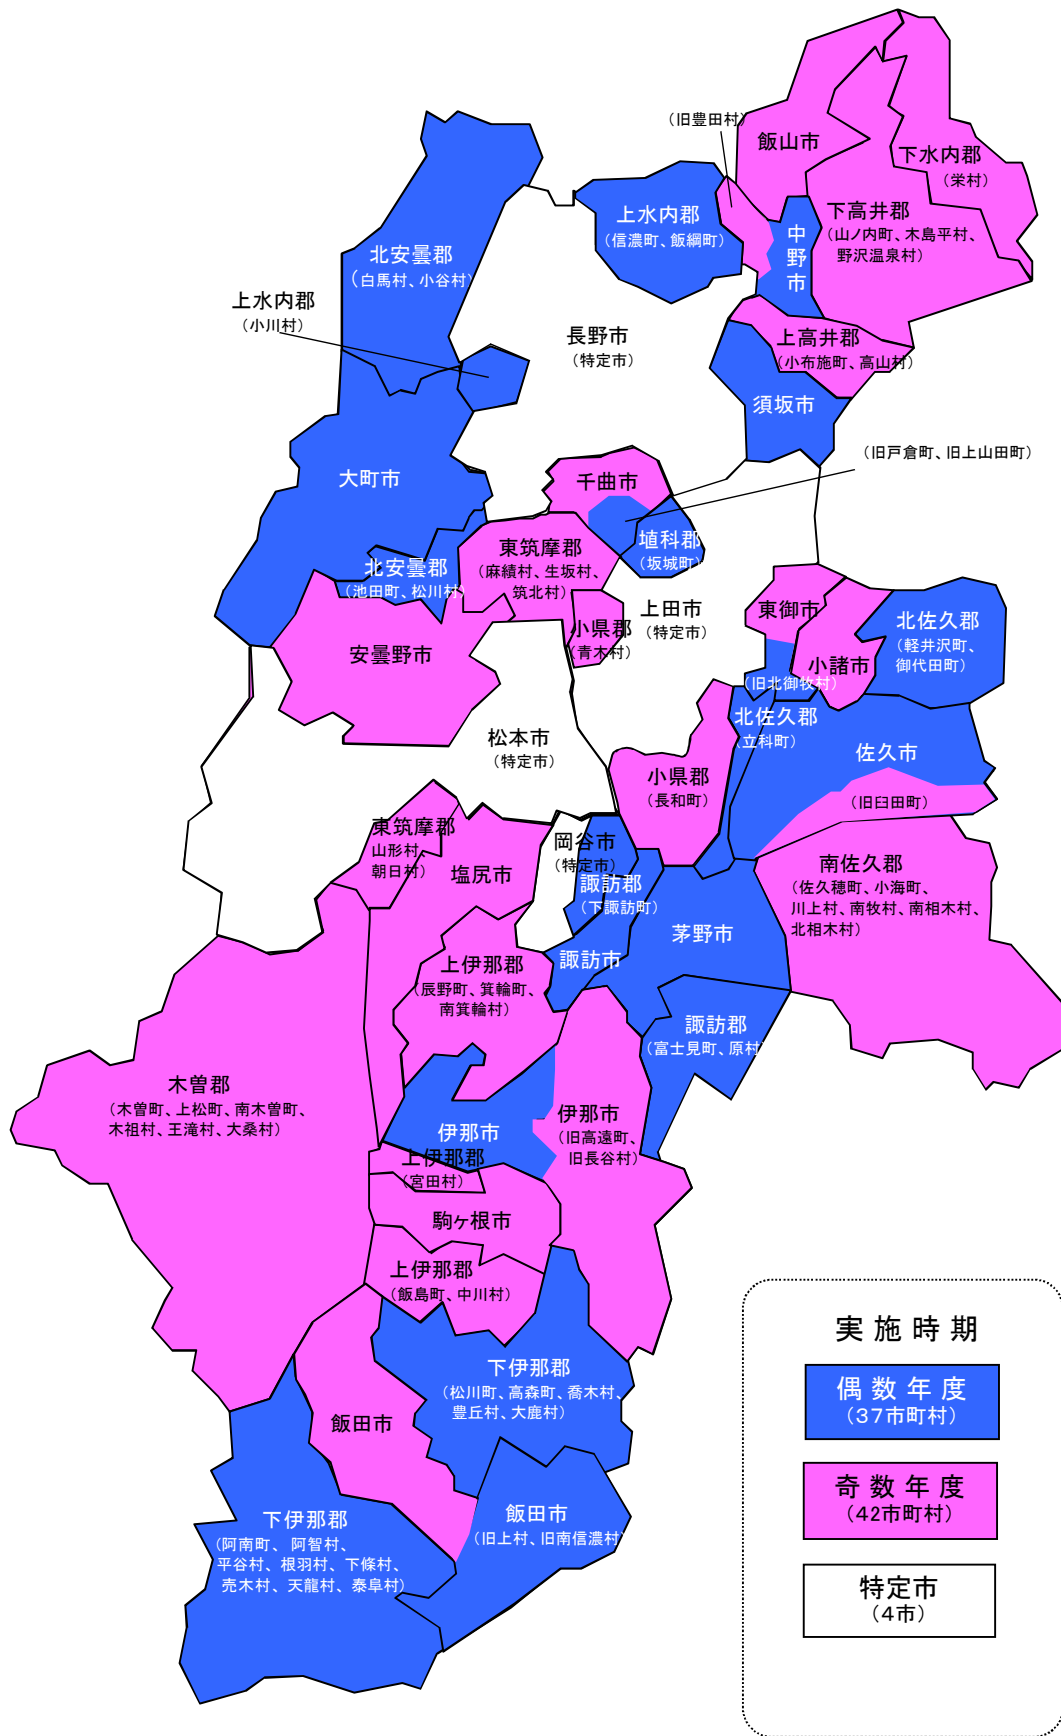 (旧豊田村)
飯山市
下水内郡
(栄村)
上水内郡
(信濃町、飯綱町)
中野市
下高井郡
(山ノ内町、木島平村、
野沢温泉村)
北安曇郡
(白馬村、小谷村)
上水内郡
(小川村)
長野市
(特定市)
上高井郡
(小布施町、高山村)
須坂市
(旧戸倉町、旧上山田町)
大町市
千曲市
埴科郡
(坂城町)
東筑摩郡
(麻績村、生坂村、
筑北村)
北安曇郡
(池田町、松川村)
上田市
(特定市)
東御市
北佐久郡
(軽井沢町、
御代田町)
小県郡
(青木村)
安曇野市
小諸市
(旧北御牧村)
北佐久郡
(立科町)
松本市
(特定市)
佐久市
小県郡
(長和町)
(旧臼田町)
東筑摩郡
山形村、
朝日村)
岡谷市
(特定市)
塩尻市
諏訪郡
(下諏訪町)
南佐久郡
(佐久穂町、小海町、
川上村、南牧村、南相木村、
北相木村)
茅野市
諏訪市
上伊那郡
(辰野町、箕輪町、
南箕輪村)
諏訪郡
(富士見町、原村)
木曽郡
(木曽町、上松町、南木曽町、
木祖村、王滝村、大桑村)
伊那市
伊那市
(旧高遠町、
旧長谷村)
上伊那郡
(宮田村)
駒ヶ根市
上伊那郡
(飯島町、中川村)
下伊那郡
(松川町、高森町、喬木村、
豊丘村、大鹿村)
飯田市
飯田市
(旧上村、旧南信濃村)
下伊那郡
(阿南町、阿智村、
平谷村、根羽村、下條村、
売木村、天龍村、泰阜村)
実施時期
偶数年度
(37市町村)
奇数年度
(42市町村)
特定市
(4市)